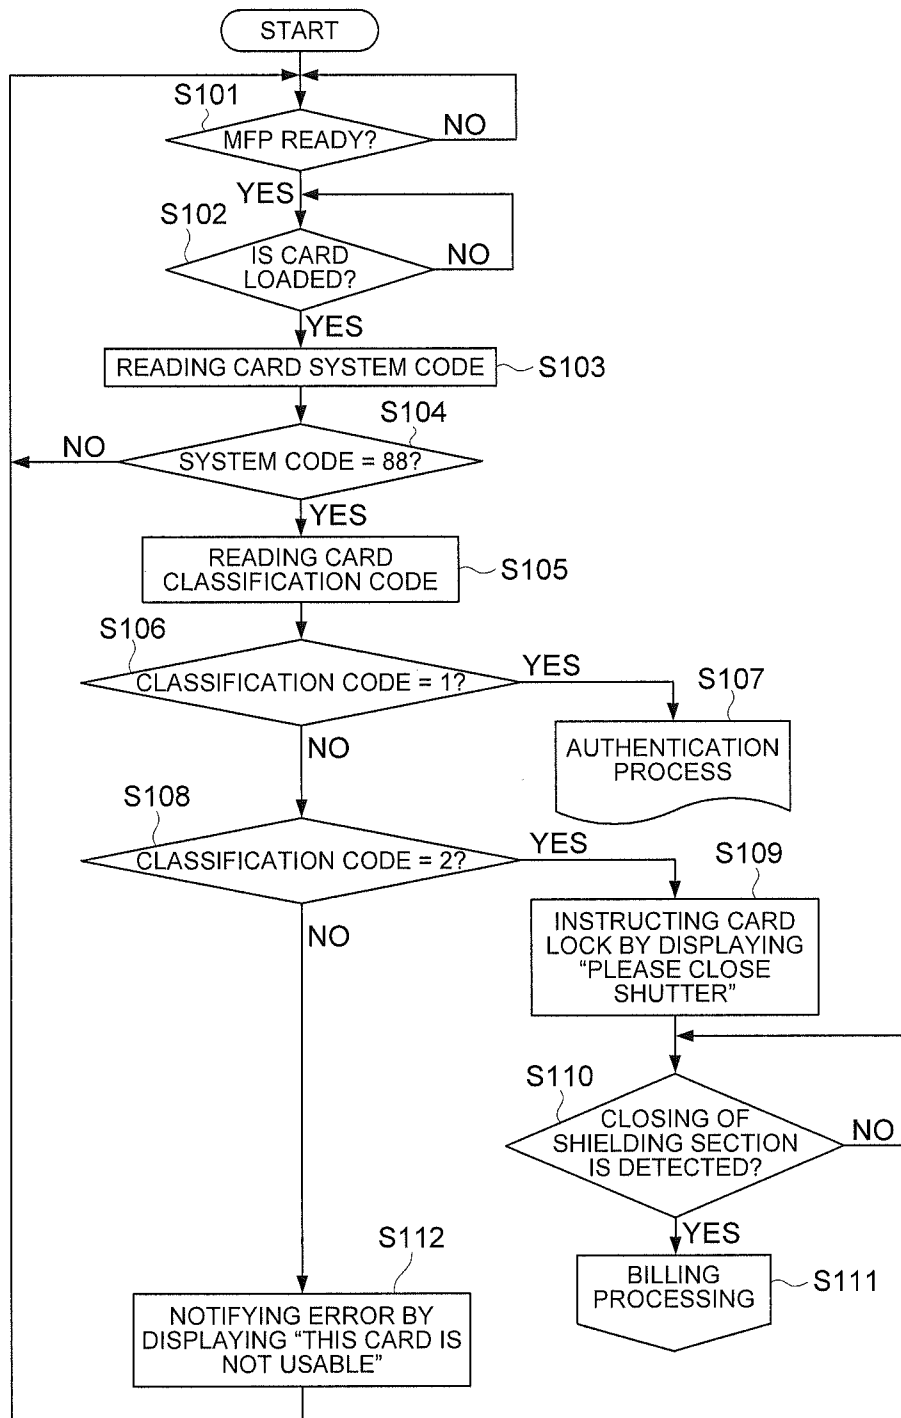 START
S101
MFP READY?
NO
YES
S102
IS CARD
LOADED?
NO
YES
READING CARD SYSTEM CODE
S103
S104
NO
SYSTEM CODE = 88?
YES
READING CARD
CLASSIFICATION CODE
S105
S106
CLASSIFICATION CODE = 1?
YES
S107
NO
AUTHENTICATION
PROCESS
S108
CLASSIFICATION CODE = 2?
YES
S109
NO
INSTRUCTING CARD
LOCK BY DISPLAYING
“PLEASE CLOSE
SHUTTER”
S110
CLOSING OF
SHIELDING SECTION
IS DETECTED?
NO
YES
S112
BILLING
PROCESSING
S111
NOTIFYING ERROR BY
DISPLAYING “THIS CARD IS
NOT USABLE”